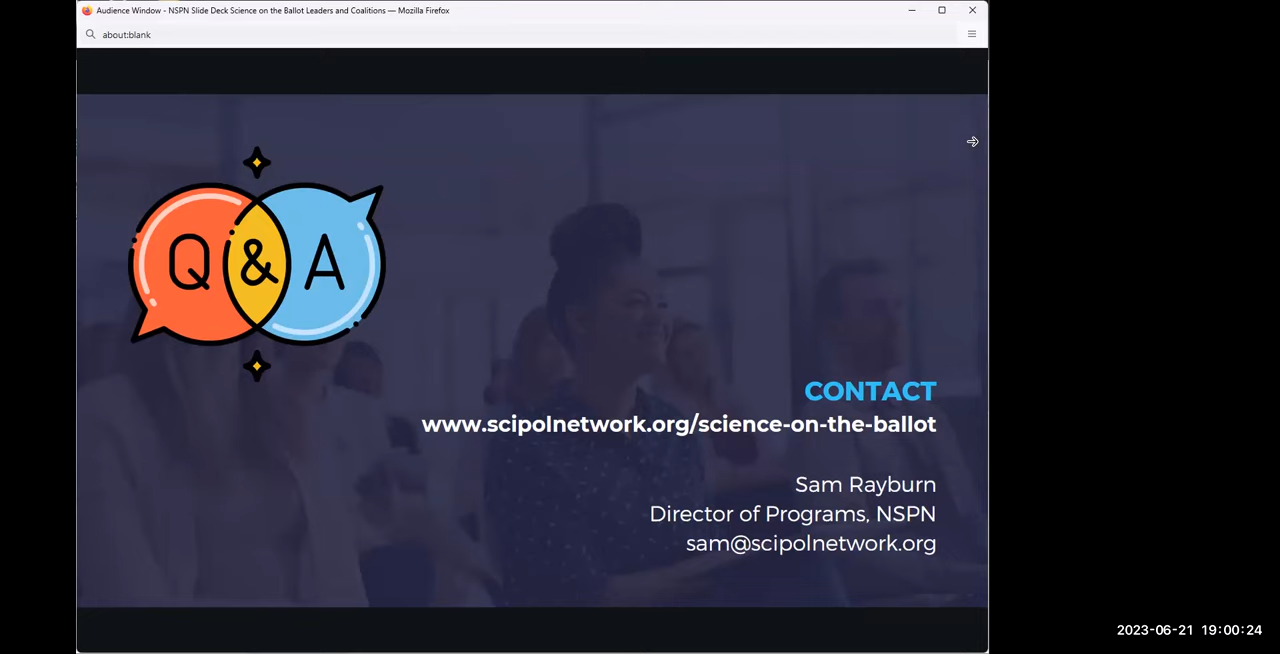 Audience Window - NSPN Slide Deck Science on the Ballot Leaders and Coalitions — Mozilla Firefox
about:blank
Q & A
CONTACT
www.scipolnetwork.org/science-on-the-ballot
Sam Rayburn
Director of Programs, NSPN
sam@scipolnetwork.org
2023-06-21 19:00:24